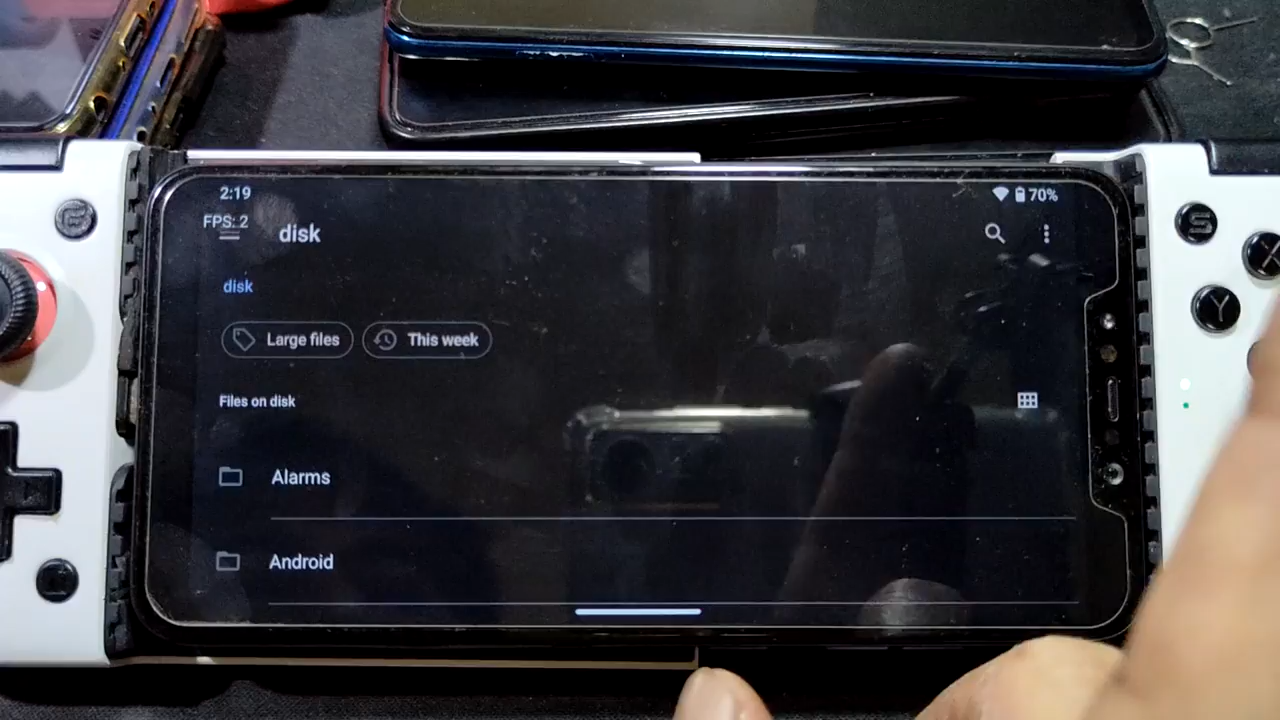 2:19
70%
FPS: 2
disk
disk
Large files
This week
Files on disk
Alarms
Android
S
X
Y